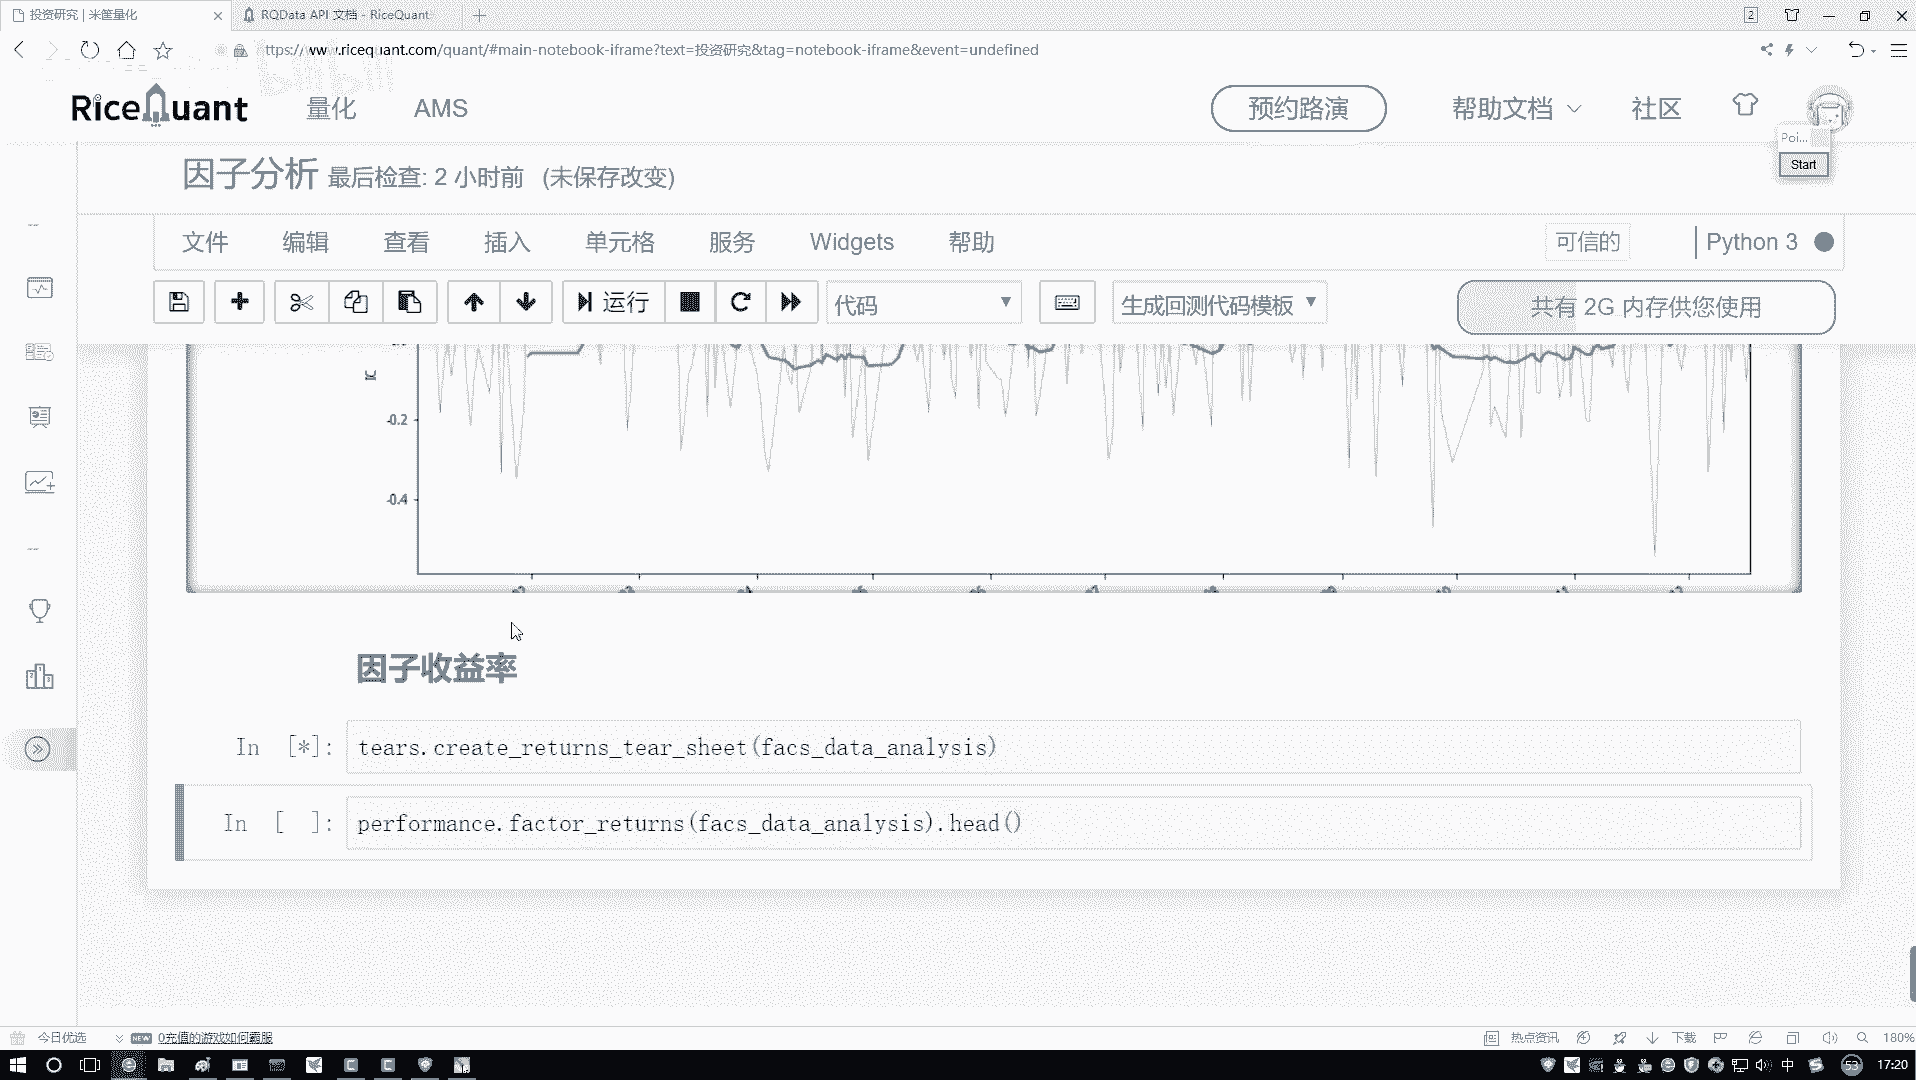 投资研究 | 米筐量化
RQData API 文档 - RiceQuant
2
ttps://www.ricequant.com/quant/#main-notebook-iframe?text=投资研究&tag=notebook-iframe&event=undefined
RiceQuant
量化
AMS
预约路演
帮助文档
社区
Poi...
Start
因子分析 最后检查: 2 小时前 (未保存改变)
文件
编辑
查看
插入
单元格
服务
Widgets
帮助
可信的
Python 3
运行
代码
生成回测代码模板
共有 2G 内存供您使用
IC
-0.2
-0.4
因子收益率
In [*]: tears.create_returns_tear_sheet(facs_data_analysis)
In [ ]: performance.factor_returns(facs_data_analysis).head()
今日优选
NEW
0充值的游戏如何霸服
热点资讯
下载
180%
中
53
17:20